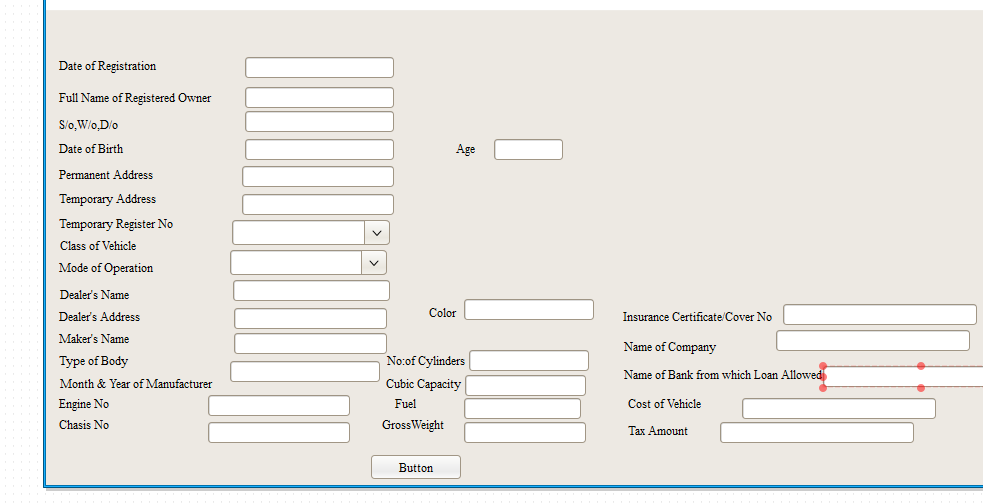 Date of Registration
Full Name of Registered Owner
S/o,W/o,D/o
Date of Birth
Age
Permanent Address
Temporary Address
Temporary Register No
Class of Vehicle
Mode of Operation
Dealer's Name
Dealer's Address
Maker's Name
Type of Body
Month & Year of Manufacturer
Engine No
Chasis No
Color
No:of Cylinders
Cubic Capacity
Fuel
GrossWeight
Insurance Certificate/Cover No
Name of Company
Name of Bank from which Loan Allowed
Cost of Vehicle
Tax Amount
Button